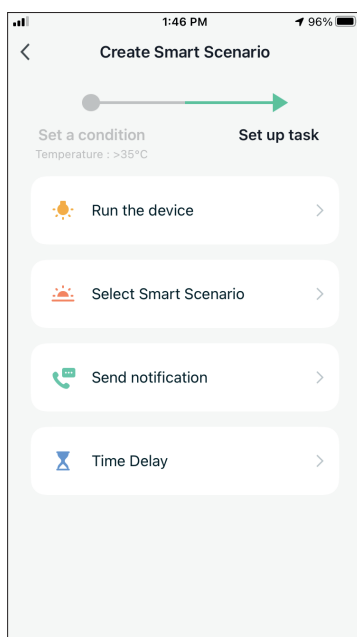 1:46 PM
96%
Create Smart Scenario
Set a condition
Set up task
Temperature : >35°C
Run the device
Select Smart Scenario
Send notification
Time Delay